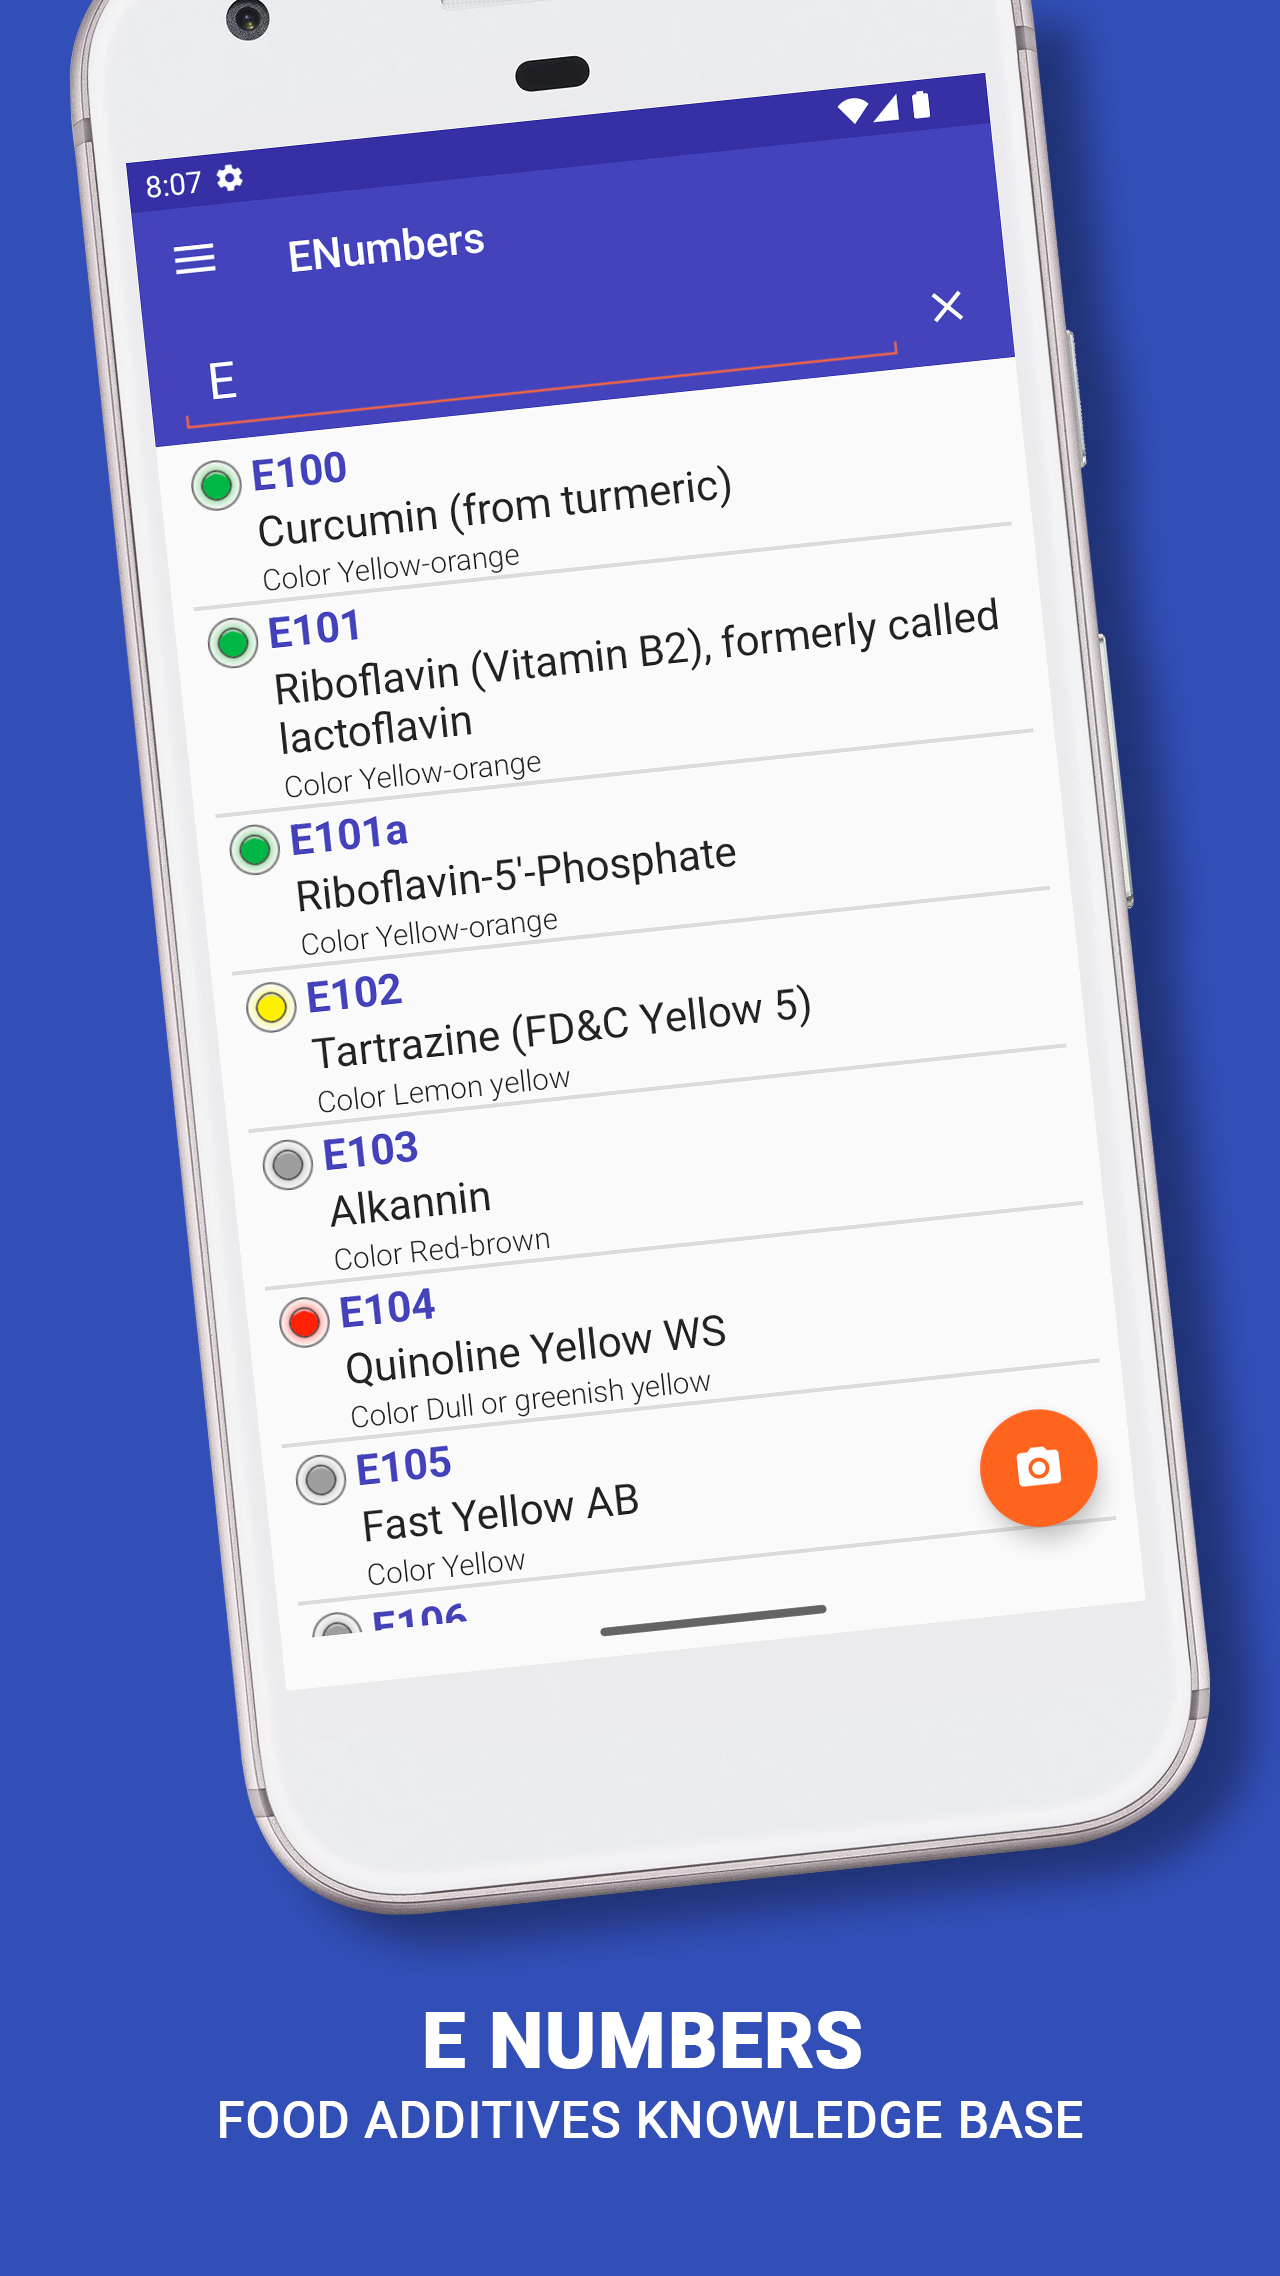 8:07
ENumbers
E
E100
Curcumin (from turmeric)
Color Yellow-orange
E101
Riboflavin (Vitamin B2), formerly called
lactoflavin
Color Yellow-orange
E101a
Riboflavin-5'-Phosphate
Color Yellow-orange
E102
Tartrazine (FD&C Yellow 5)
Color Lemon yellow
E103
Alkannin
Color Red-brown
E104
Quinoline Yellow WS
Color Dull or greenish yellow
E105
Fast Yellow AB
Color Yellow
E106
E NUMBERS
FOOD ADDITIVES KNOWLEDGE BASE